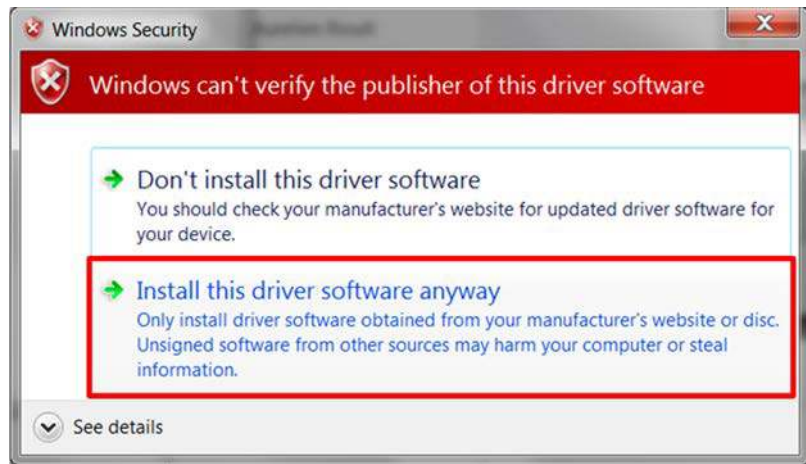 Windows Security
Windows can't verify the publisher of this driver software
Don't install this driver software
You should check your manufacturer's website for updated driver software for
your device.
Install this driver software anyway
Only install driver software obtained from your manufacturer's website or disc.
Unsigned software from other sources may harm your computer or steal
information.
See details